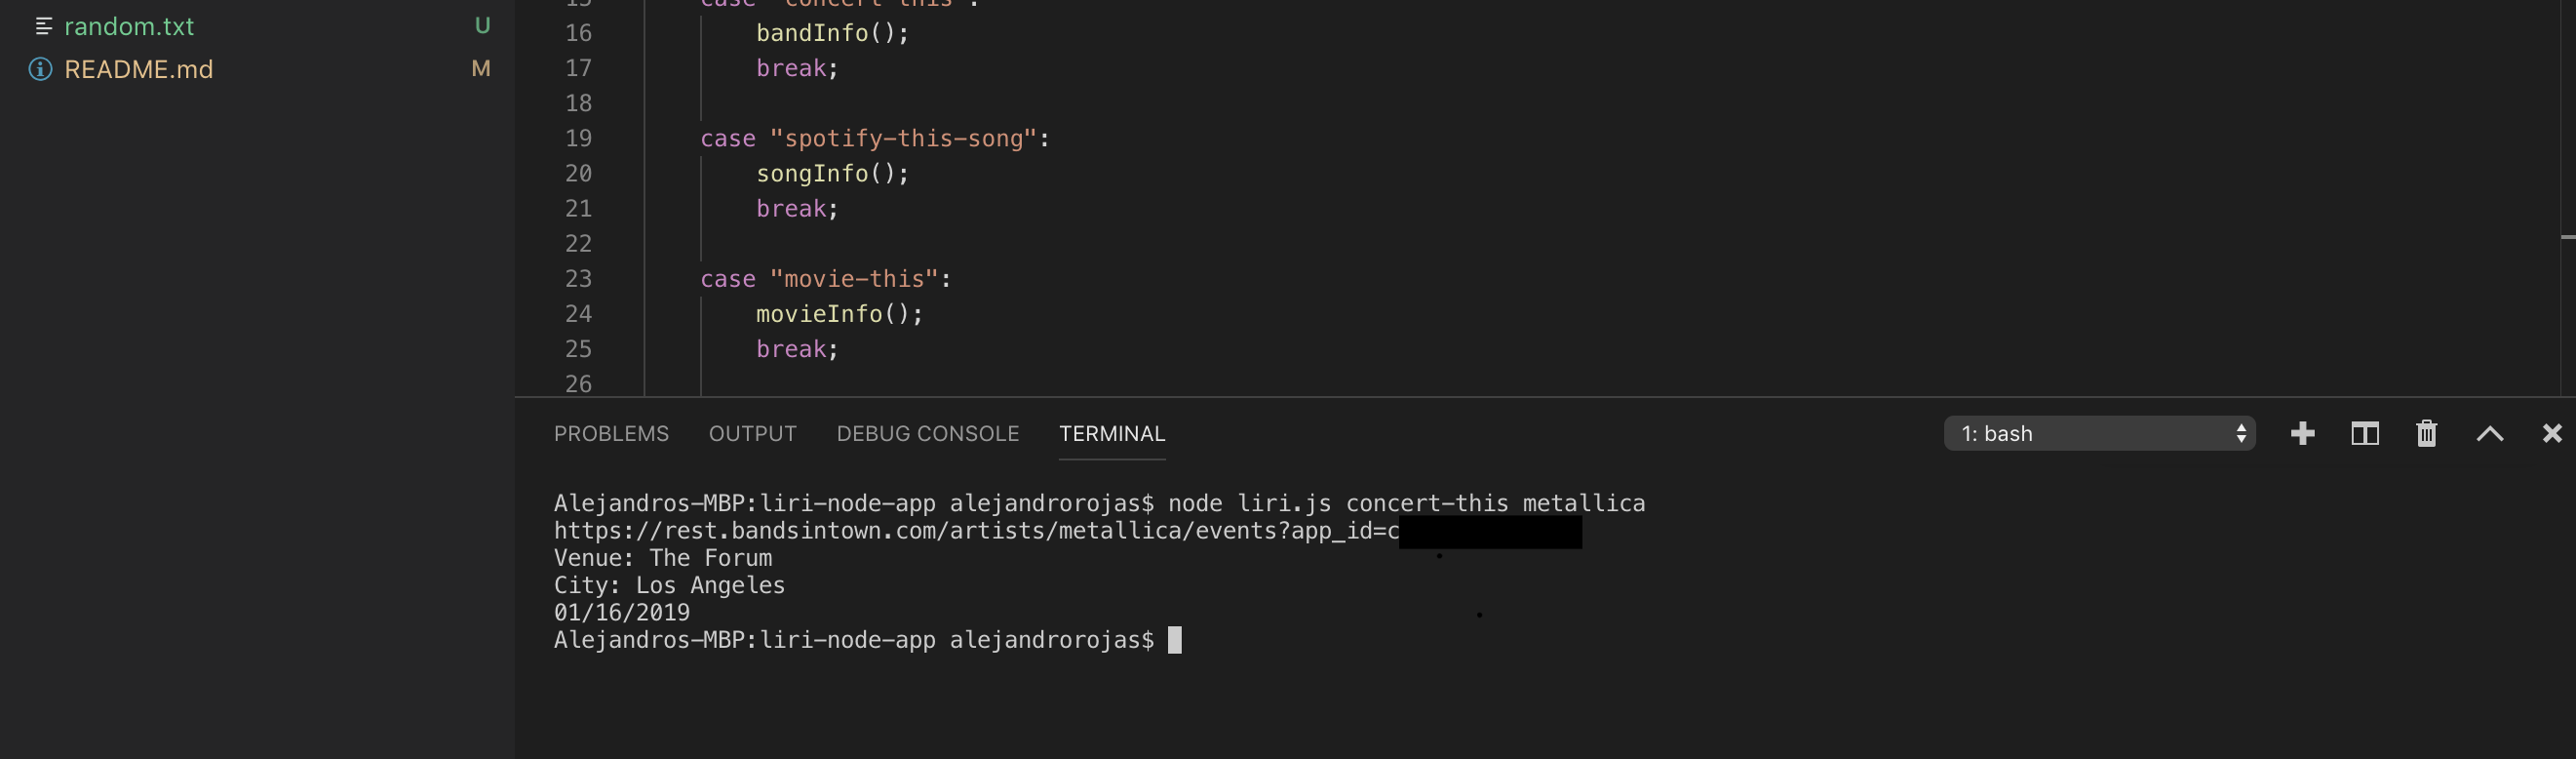 random.txt U
README.md M
15 case "concert-this":
16 bandInfo();
17 break;
18
19 case "spotify-this-song":
20 songInfo();
21 break;
22
23 case "movie-this":
24 movieInfo();
25 break;
26
PROBLEMS OUTPUT DEBUG CONSOLE TERMINAL 1: bash
Alejandros-MBP:liri-node-app alejandrorojas$ node liri.js concert-this metallica
https://rest.bandsintown.com/artists/metallica/events?app_id=c
Venue: The Forum
City: Los Angeles
01/16/2019
Alejandros-MBP:liri-node-app alejandrorojas$